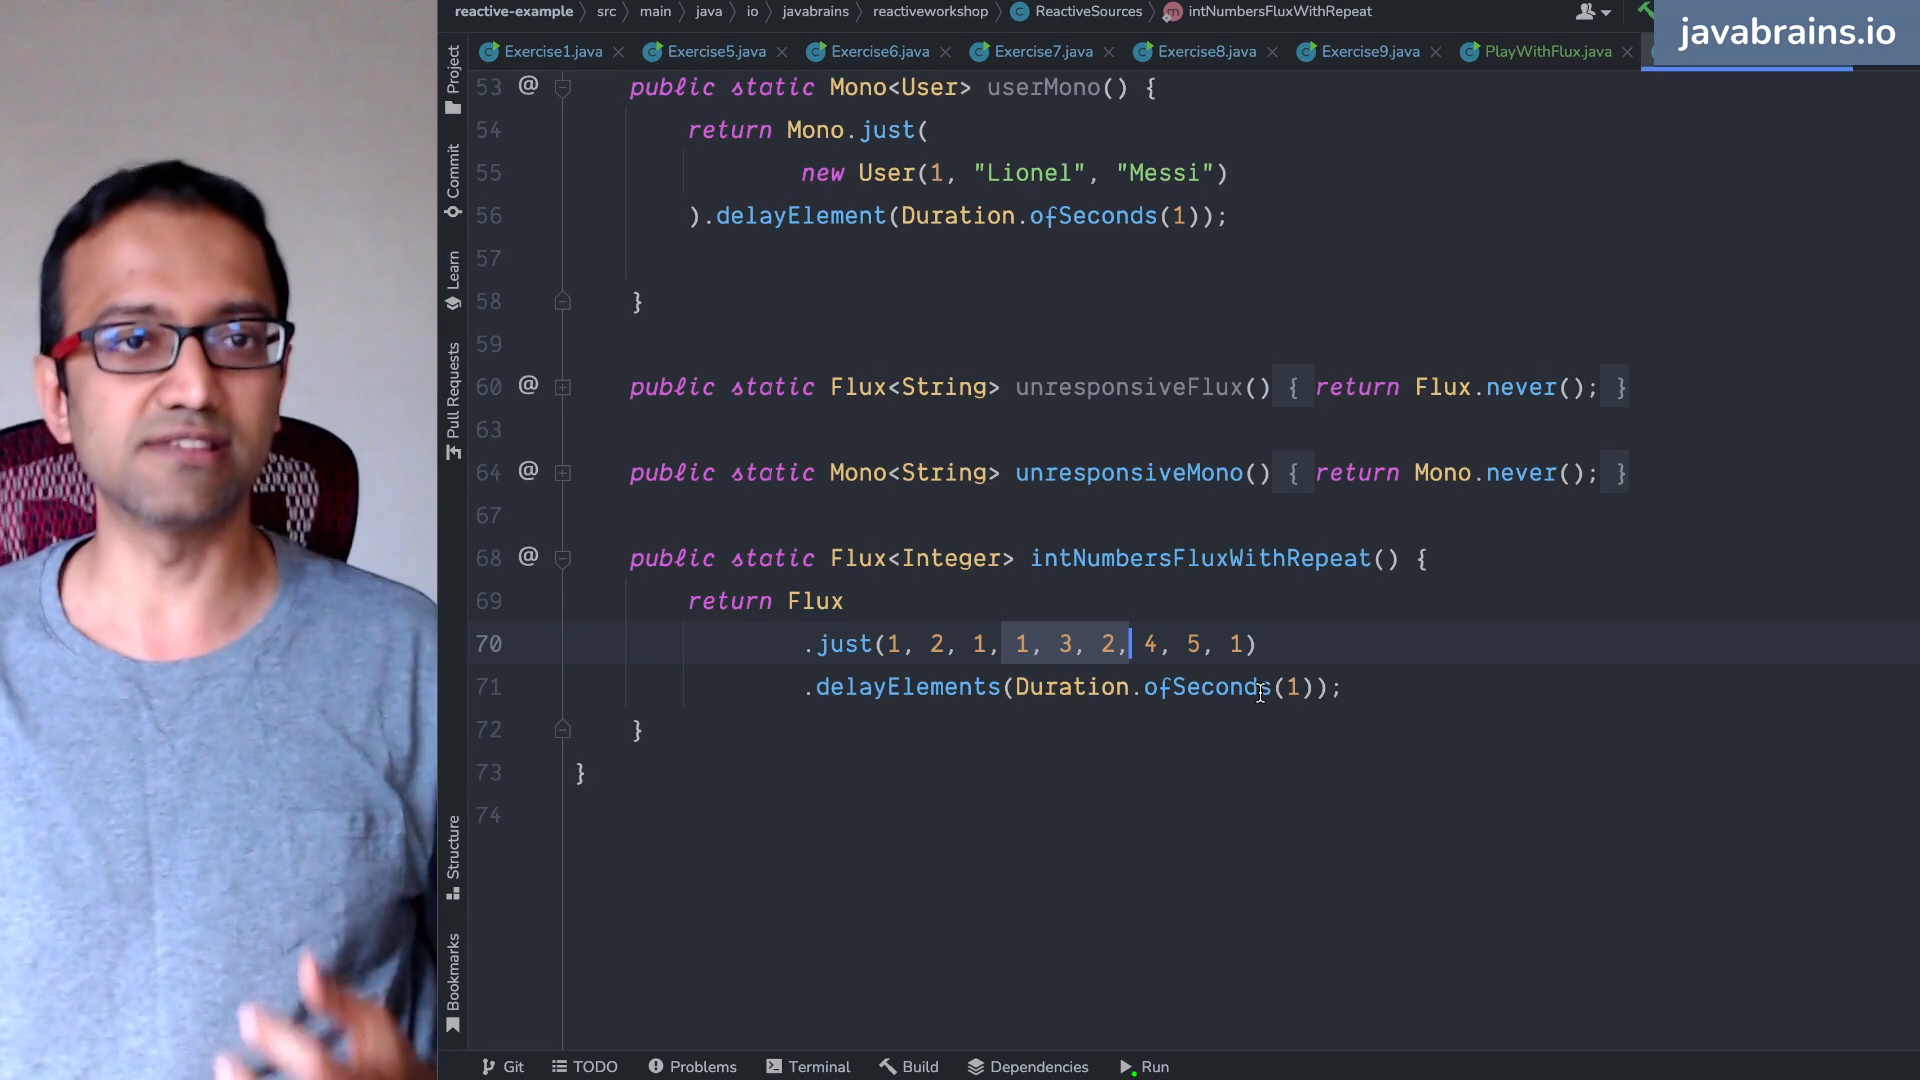 reactive-example > src > main > java > io > javabrains > reactiveworkshop > ReactiveSources > intNumbersFluxWithRepeat
javabrains.io
Exercise1.java Exercise5.java Exercise6.java Exercise7.java Exercise8.java Exercise9.java PlayWithFlux.java
Project
Commit
Learn
Pull Requests
Structure
Bookmarks
53 @ public static Mono<User> userMono() {
54 return Mono.just(
55 new User(1, "Lionel", "Messi")
56 ).delayElement(Duration.ofSeconds(1));
57
58 }
59
60 @ public static Flux<String> unresponsiveFlux() { return Flux.never(); }
63
64 @ public static Mono<String> unresponsiveMono() { return Mono.never(); }
67
68 @ public static Flux<Integer> intNumbersFluxWithRepeat() {
69 return Flux
70 .just(1, 2, 1, 1, 3, 2, 4, 5, 1)
71 .delayElements(Duration.ofSeconds(1));
72 }
73 }
74
Git TODO Problems Terminal Build Dependencies Run